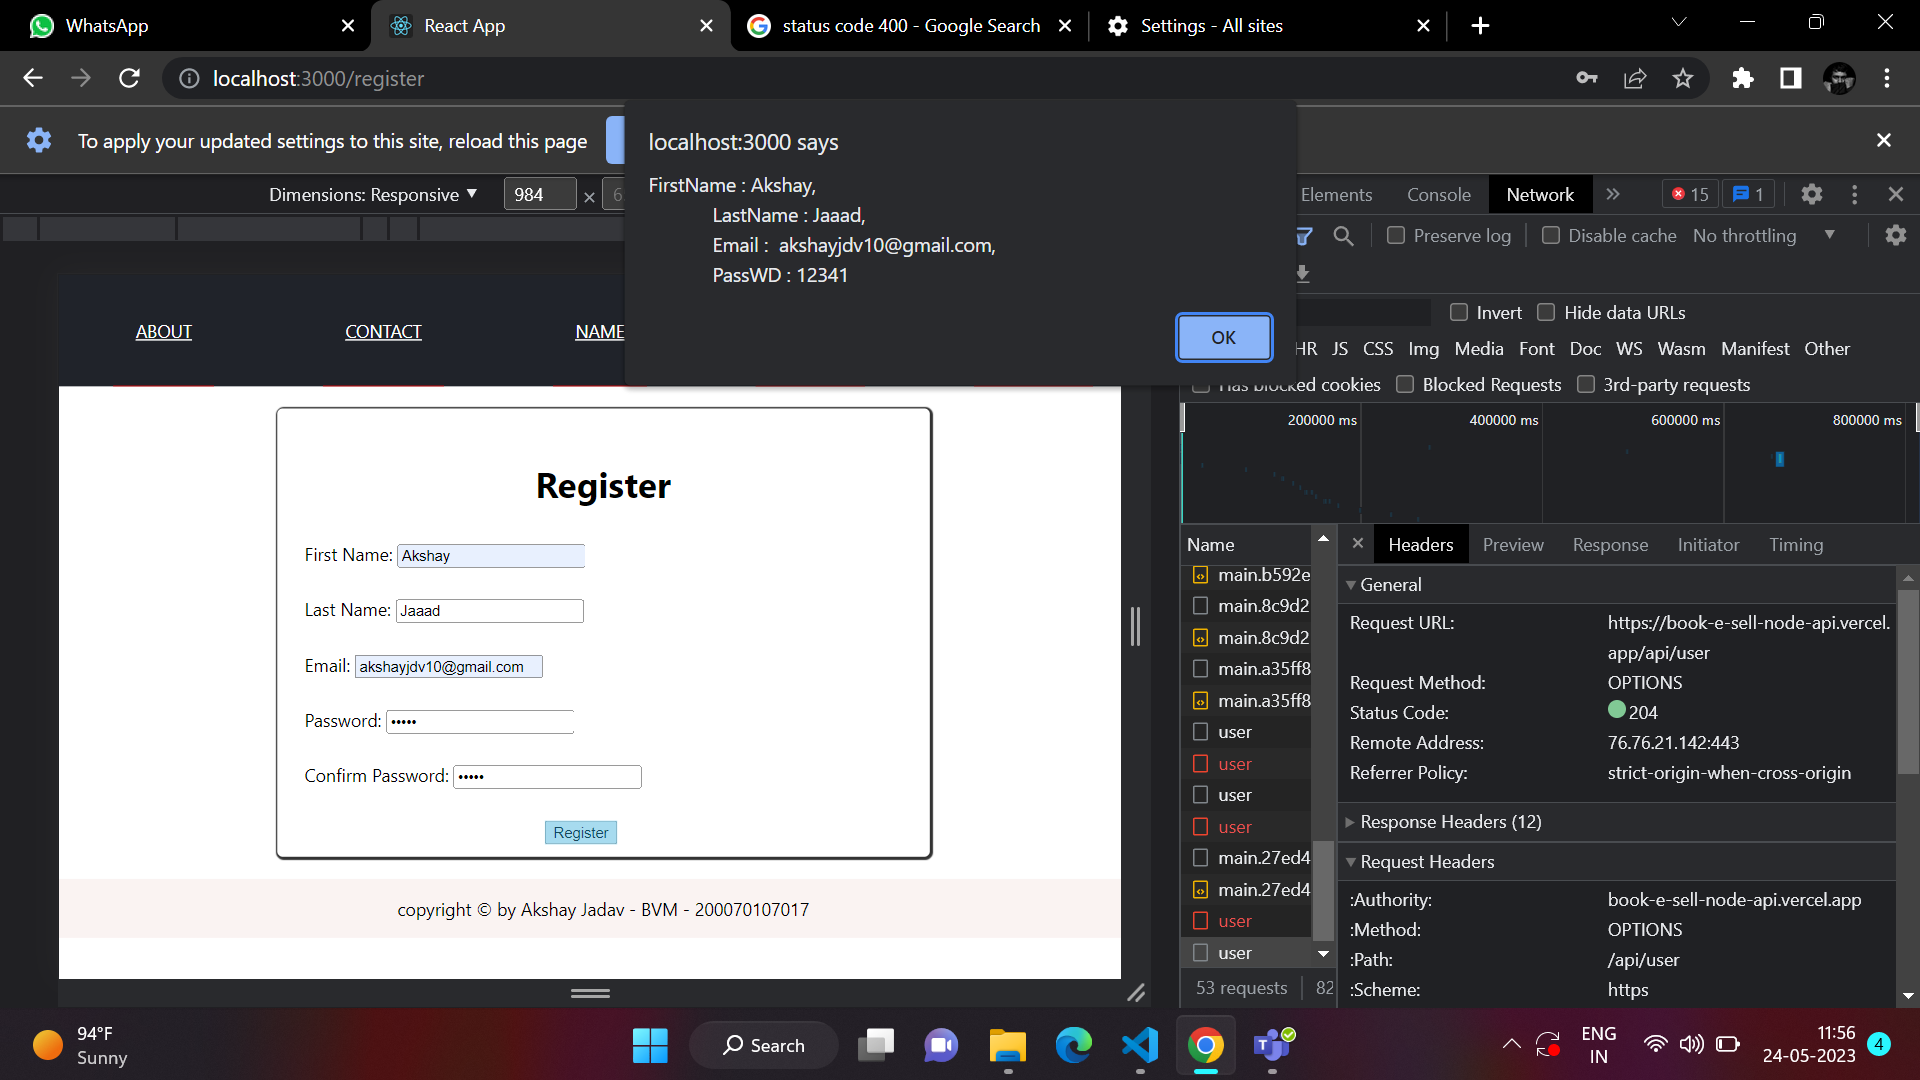 WhatsApp
React App
status code 400 - Google Search
Settings - All sites
localhost:3000/register
To apply your updated settings to this site, reload this page
localhost:3000 says
FirstName : Akshay,
LastName : Jaaad,
Email : akshayjdv10@gmail.com,
PassWD : 12341
OK
Dimensions: Responsive
984 ×
ABOUT
CONTACT
NAME
Register
First Name: Akshay
Last Name: Jaaad
Email: akshayjdv10@gmail.com
Password: •••••
Confirm Password: •••••
Register
copyright © by Akshay Jadav - BVM - 200070107017
Elements
Console
Network
15
1
Preserve log
Disable cache
No throttling
Invert
Hide data URLs
HR JS CSS Img Media Font Doc WS Wasm Manifest Other
Has blocked cookies
Blocked Requests
3rd-party requests
200000 ms
400000 ms
600000 ms
800000 ms
Name
main.b592e
main.8c9d2
main.8c9d2
main.a35ff8
main.a35ff8
user
user
user
user
main.27ed4
main.27ed4
user
user
53 requests
82
Headers
Preview
Response
Initiator
Timing
General
Request URL: https://book-e-sell-node-api.vercel.
app/api/user
Request Method: OPTIONS
Status Code: 204
Remote Address: 76.76.21.142:443
Referrer Policy: strict-origin-when-cross-origin
Response Headers (12)
Request Headers
:Authority: book-e-sell-node-api.vercel.app
:Method: OPTIONS
:Path: /api/user
:Scheme: https
94°F
Sunny
Search
ENG
IN
11:56
24-05-2023
4